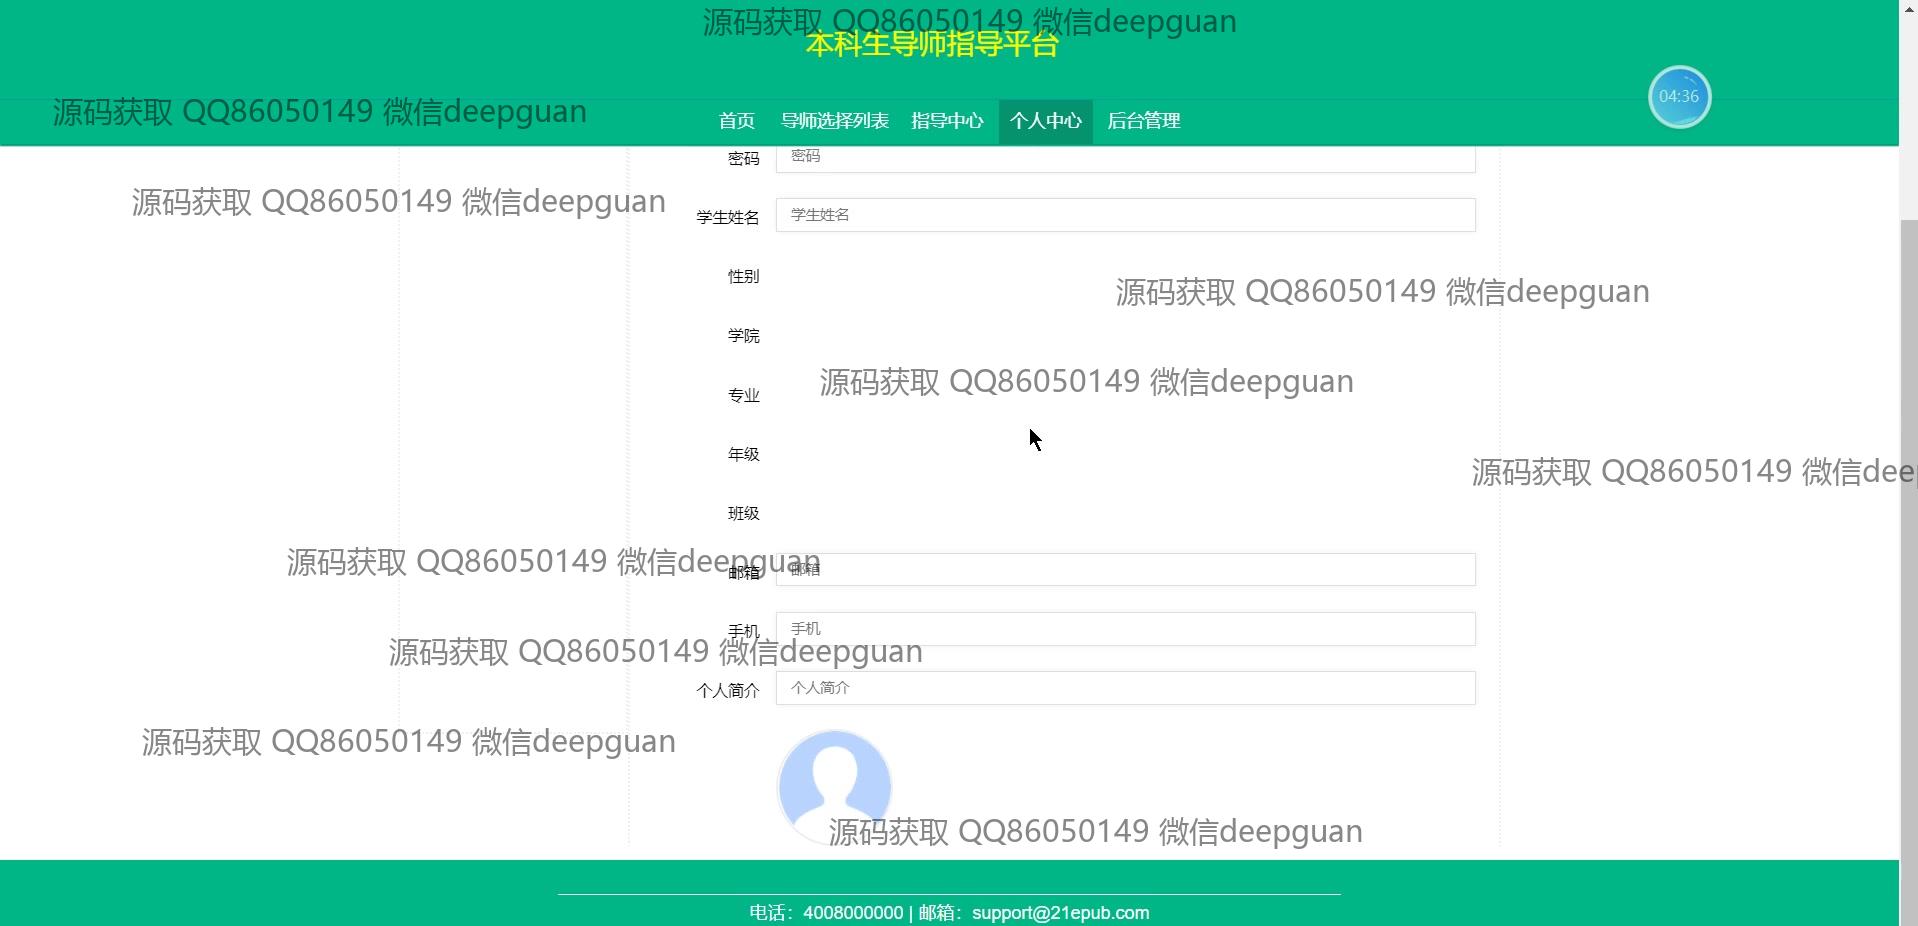 源码获取 QQ86050149 微信deepguan
本科生导师指导平台
04:36
源码获取 QQ86050149 微信deepguan
首页 导师选择列表 指导中心 个人中心 后台管理
密码 密码
源码获取 QQ86050149 微信deepguan
学生姓名 学生姓名
性别
源码获取 QQ86050149 微信deepguan
学院
源码获取 QQ86050149 微信deepguan
专业
年级
源码获取 QQ86050149 微信dee
班级
源码获取 QQ86050149 微信deepguan
邮箱 邮箱
手机 手机
源码获取 QQ86050149 微信deepguan
个人简介 个人简介
源码获取 QQ86050149 微信deepguan
源码获取 QQ86050149 微信deepguan
电话：4008000000 | 邮箱：support@21epub.com